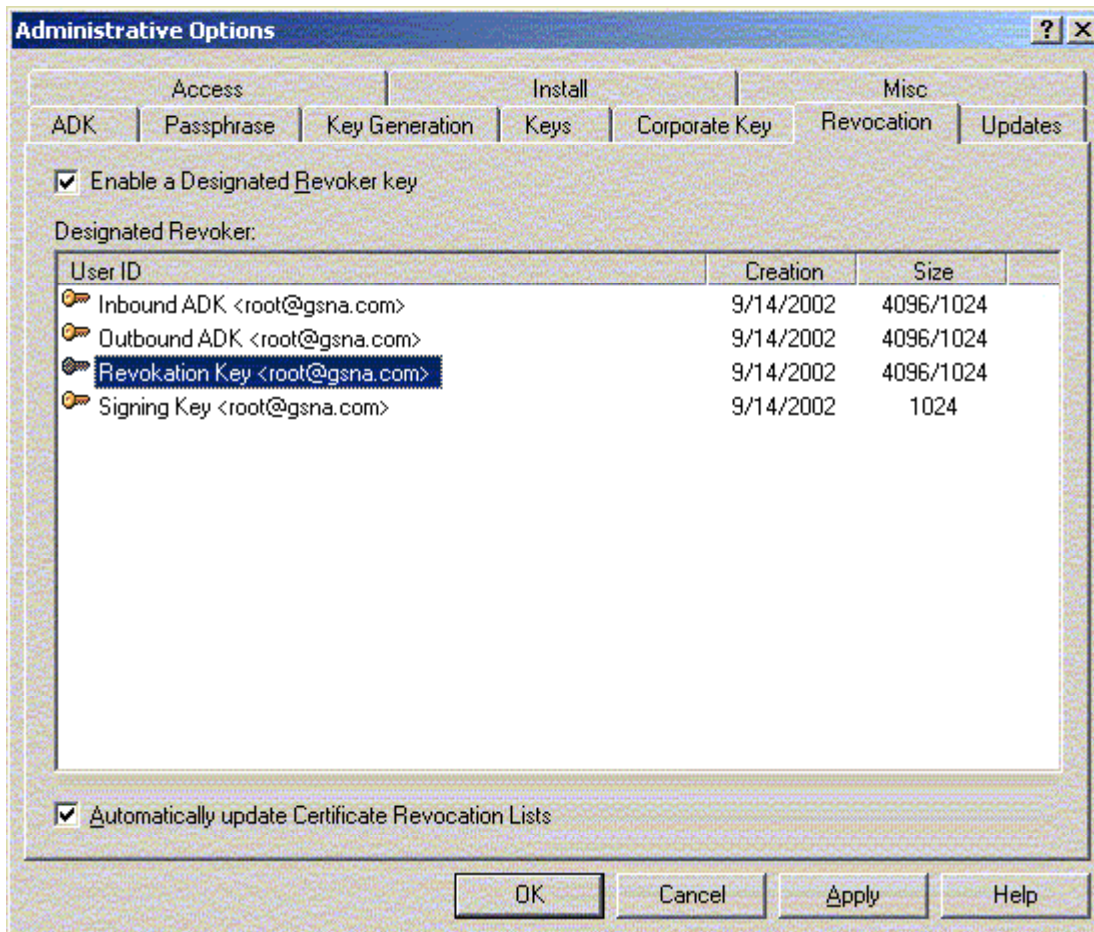 Administrative Options
Access Install Misc
ADK Passphrase Key Generation Keys Corporate Key Revocation Updates
Enable a Designated Revoker key
Designated Revoker:
User ID Creation Size
Inbound ADK <root@gsna.com> 9/14/2002 4096/1024
Outbound ADK <root@gsna.com> 9/14/2002 4096/1024
Revokation Key <root@gsna.com> 9/14/2002 4096/1024
Signing Key <root@gsna.com> 9/14/2002 1024
Automatically update Certificate Revocation Lists
OK Cancel Apply Help